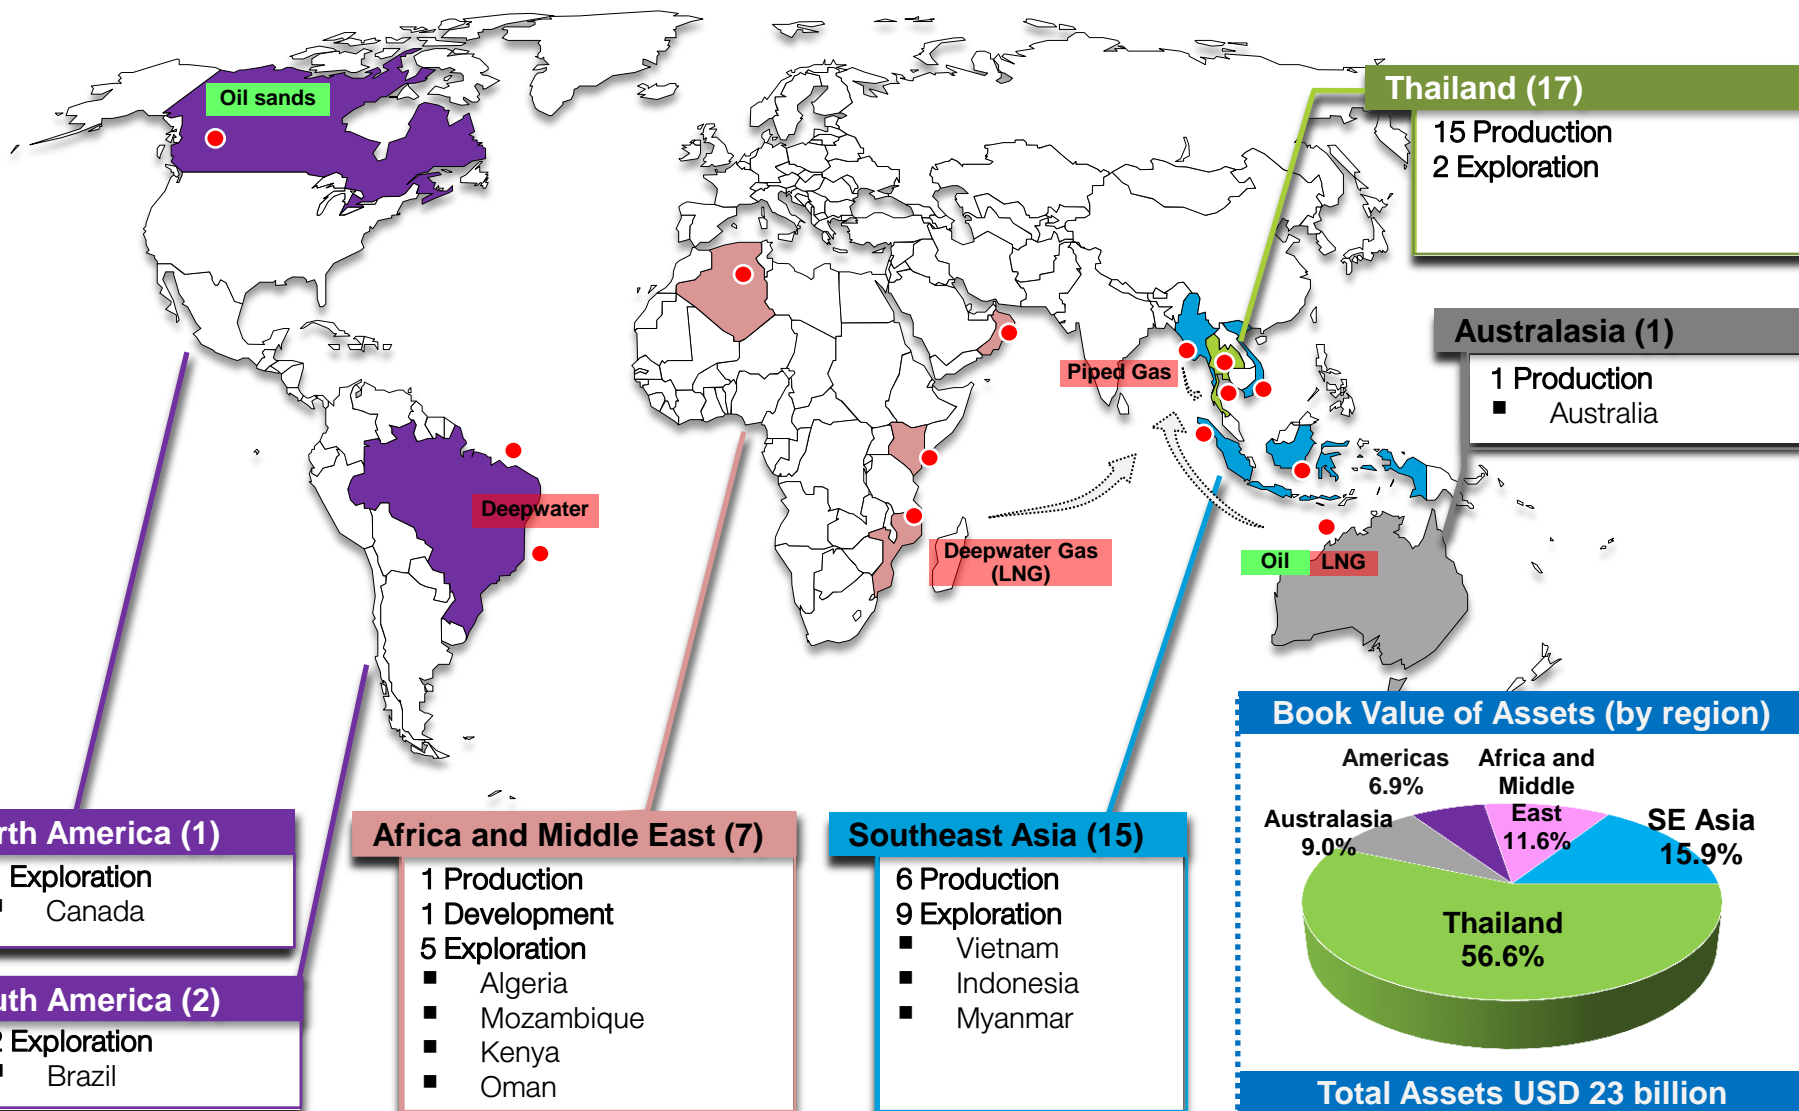 Oil sands
Thailand (17)
15 Production
2 Exploration
Australasia (1)
1 Production
■ Australia
Piped Gas
Deepwater
Deepwater Gas
(LNG)
Oil LNG
rth America (1)
Exploration
Canada
uth America (2)
2 Exploration
Brazil
Africa and Middle East (7)
1 Production
1 Development
5 Exploration
■ Algeria
■ Mozambique
■ Kenya
■ Oman
Southeast Asia (15)
6 Production
9 Exploration
■ Vietnam
■ Indonesia
■ Myanmar
Book Value of Assets (by region)
Americas
6.9%
Africa and
Middle
East
11.6%
Australasia
9.0%
SE Asia
15.9%
Thailand
56.6%
Total Assets USD 23 billion